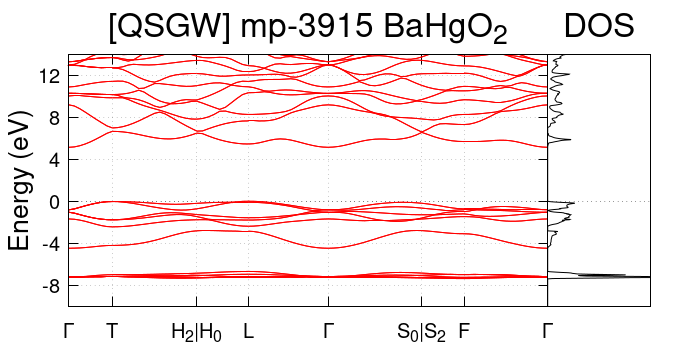 [QSGW] mp-3915 BaHgO₂ DOS
Energy (eV)
12
8
4
0
-4
-8
Γ T H₂|H₀ L Γ S₀|S₂ F Γ